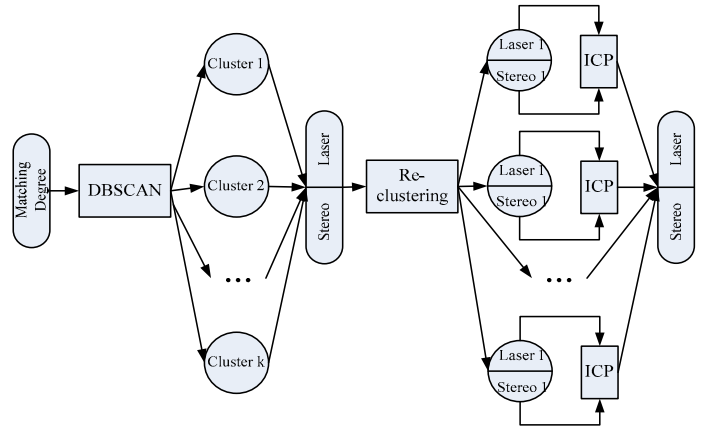 Matching
Degree
DBSCAN
Cluster 1
Cluster 2
...
Cluster k
Laser
Stereo
Re-
clustering
Laser 1
Stereo 1
ICP
Laser 1
Stereo 1
ICP
...
Laser 1
Stereo 1
ICP
Laser
Stereo